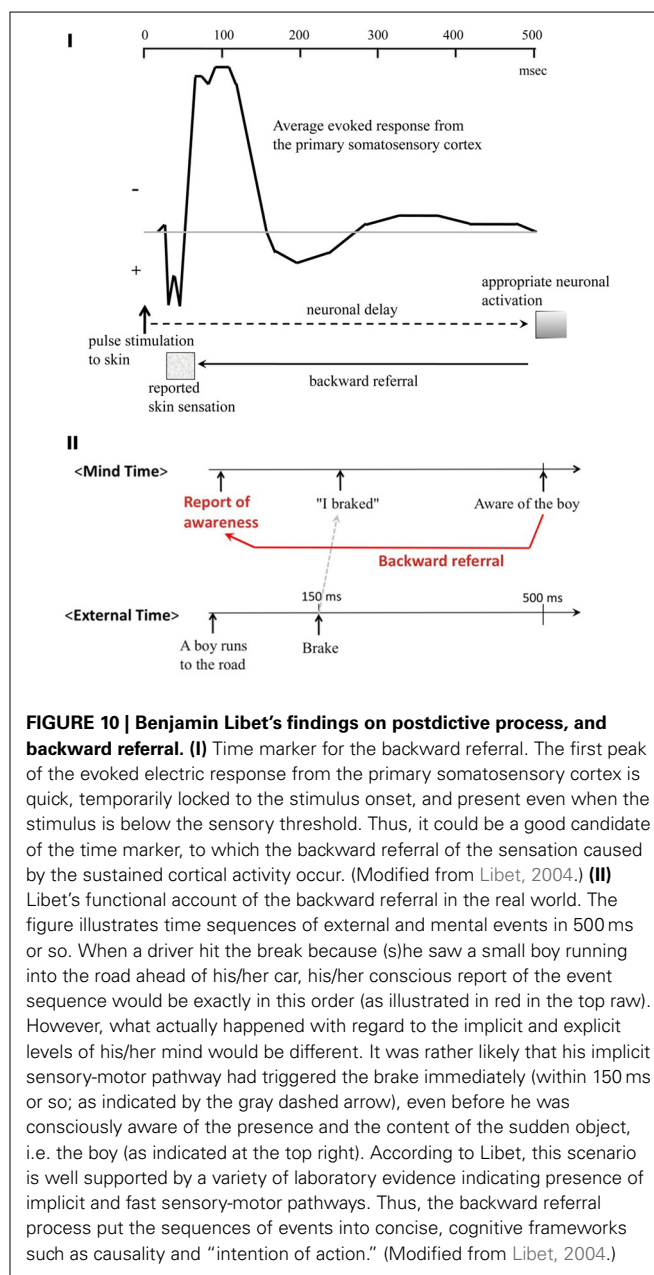 I
0 100 200 300 400 500
msec
Average evoked response from
the primary somatosensory cortex
-
+
appropriate neuronal
activation
neuronal delay
pulse stimulation
to skin
backward referral
reported
skin sensation
II
<Mind Time>
Report of
awareness
"I braked"
Aware of the boy
Backward referral
150 ms
500 ms
<External Time>
A boy runs
to the road
Brake
FIGURE 10 | Benjamin Libet's findings on postdictive process, and
backward referral. (I) Time marker for the backward referral. The first peak
of the evoked electric response from the primary somatosensory cortex is
quick, temporarily locked to the stimulus onset, and present even when the
stimulus is below the sensory threshold. Thus, it could be a good candidate
of the time marker, to which the backward referral of the sensation caused
by the sustained cortical activity occur. (Modified from Libet, 2004.) (II)
Libet's functional account of the backward referral in the real world. The
figure illustrates time sequences of external and mental events in 500 ms
or so. When a driver hit the break because (s)he saw a small boy running
into the road ahead of his/her car, his/her conscious report of the event
sequence would be exactly in this order (as illustrated in red in the top raw).
However, what actually happened with regard to the implicit and explicit
levels of his/her mind would be different. It was rather likely that his implicit
sensory-motor pathway had triggered the brake immediately (within 150 ms
or so; as indicated by the gray dashed arrow), even before he was
consciously aware of the presence and the content of the sudden object,
i.e. the boy (as indicated at the top right). According to Libet, this scenario
is well supported by a variety of laboratory evidence indicating presence of
implicit and fast sensory-motor pathways. Thus, the backward referral
process put the sequences of events into concise, cognitive frameworks
such as causality and "intention of action." (Modified from Libet, 2004.)